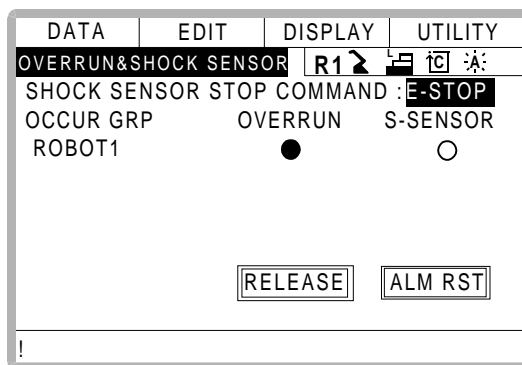 DATA EDIT DISPLAY UTILITY
OVERRUN&SHOCK SENSOR R1 L C A
SHOCK SENSOR STOP COMMAND :E-STOP
OCCUR GRP OVERRUN S-SENSOR
ROBOT1
RELEASE ALM RST
!